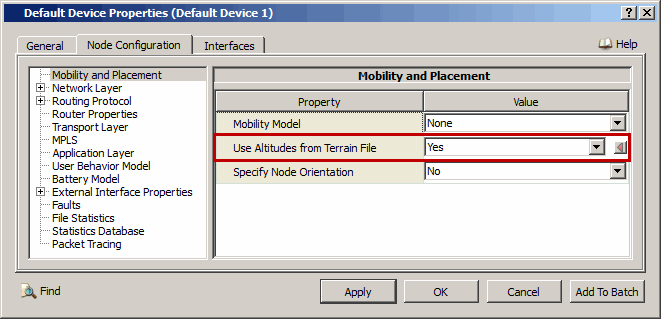 Default Device Properties (Default Device 1)
General
Node Configuration
Interfaces
Help
Mobility and Placement
Network Layer
Routing Protocol
Router Properties
Transport Layer
MPLS
Application Layer
User Behavior Model
Battery Model
External Interface Properties
Faults
File Statistics
Statistics Database
Packet Tracing
Mobility and Placement
Property Value
Mobility Model None
Use Altitudes from Terrain File Yes
Specify Node Orientation No
Find
Apply
OK
Cancel
Add To Batch